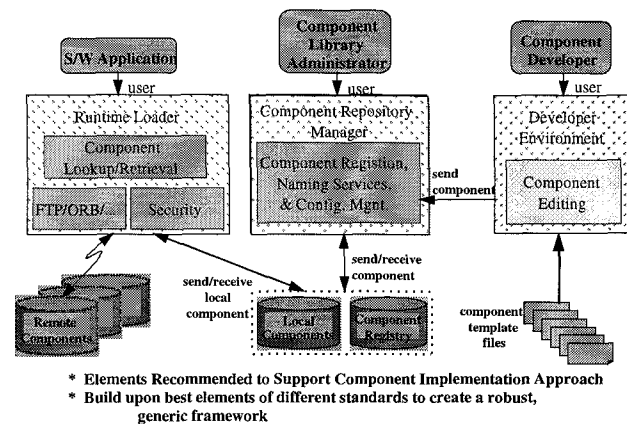 S/W Application
Component
Library
Administrator
Component
Developer
user
user
user
Runtime Loader
Component
Lookup/Retrieval
FTP/ORB/...
Security
Component Repository
Manager
Component Registion,
Naming Services,
& Config. Mgnt.
send
component
Developer
Environment
Component
Editing
send/receive
local
component
send/receive
component
Remote
Components
Local
Components
Component
Registry
component
template
files
* Elements Recommended to Support Component Implementation Approach
* Build upon best elements of different standards to create a robust,
generic framework